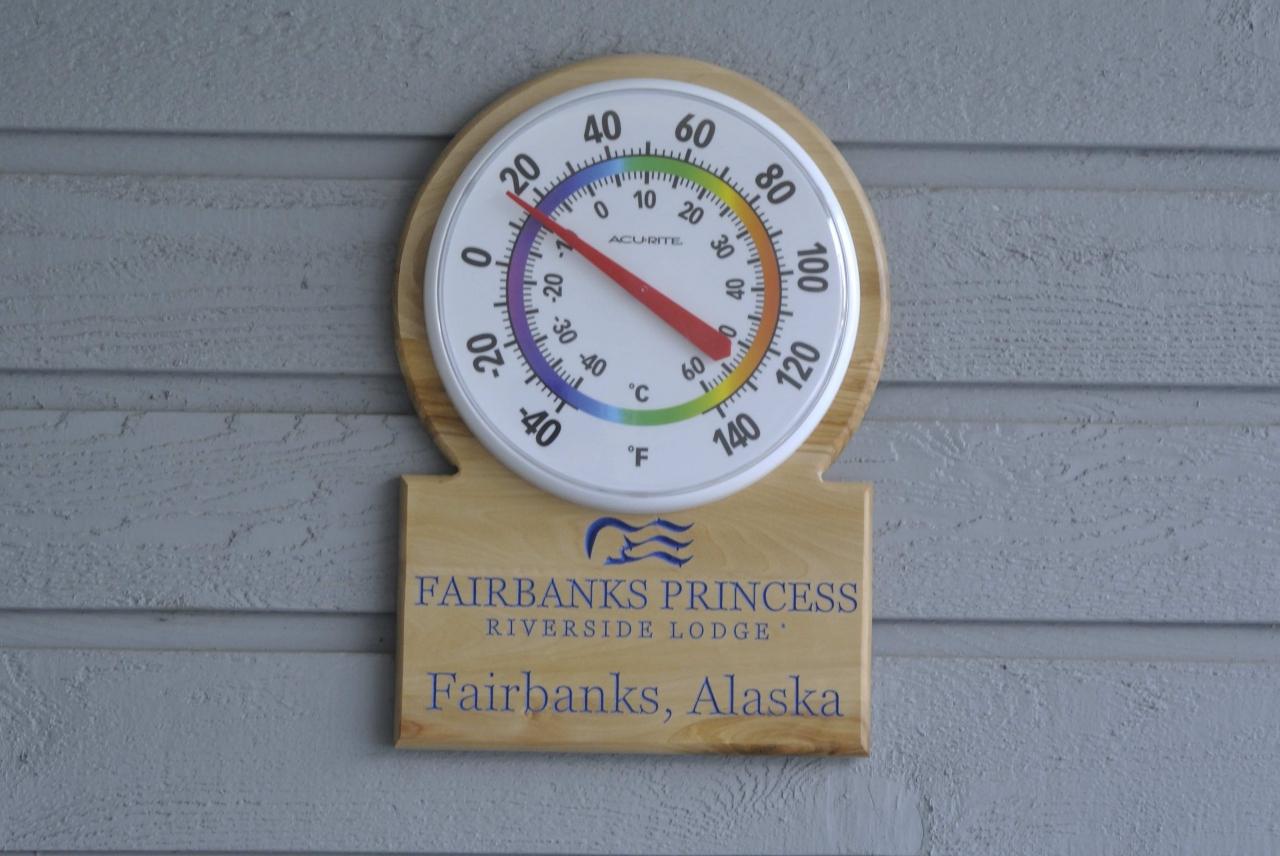 40 60
20 80
0 100
-20 120
-40 140
0 10 20
30
-20 40
-30
-40 60
ACU·RITE.
°C
°F
FAIRBANKS PRINCESS
RIVERSIDE LODGE
Fairbanks, Alaska